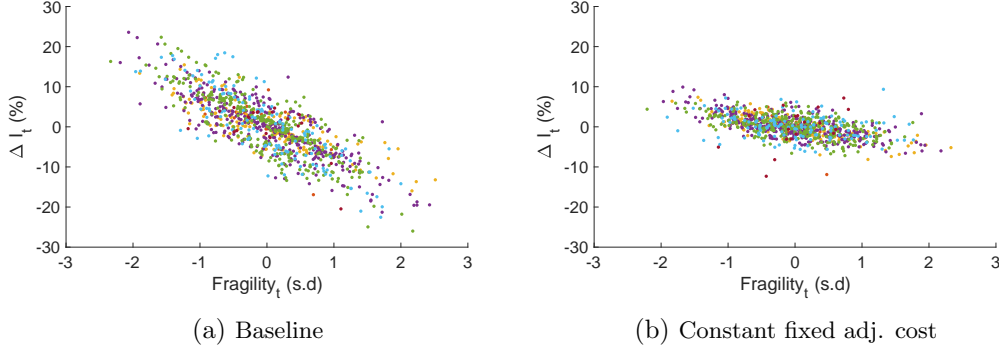 30
20
10
0
-10
-20
-30
Δ I_t (%)
-3 -2 -1 0 1 2 3
Fragility_t (s.d)
(a) Baseline
30
20
10
0
-10
-20
-30
Δ I_t (%)
-3 -2 -1 0 1 2 3
Fragility_t (s.d)
(b) Constant fixed adj. cost